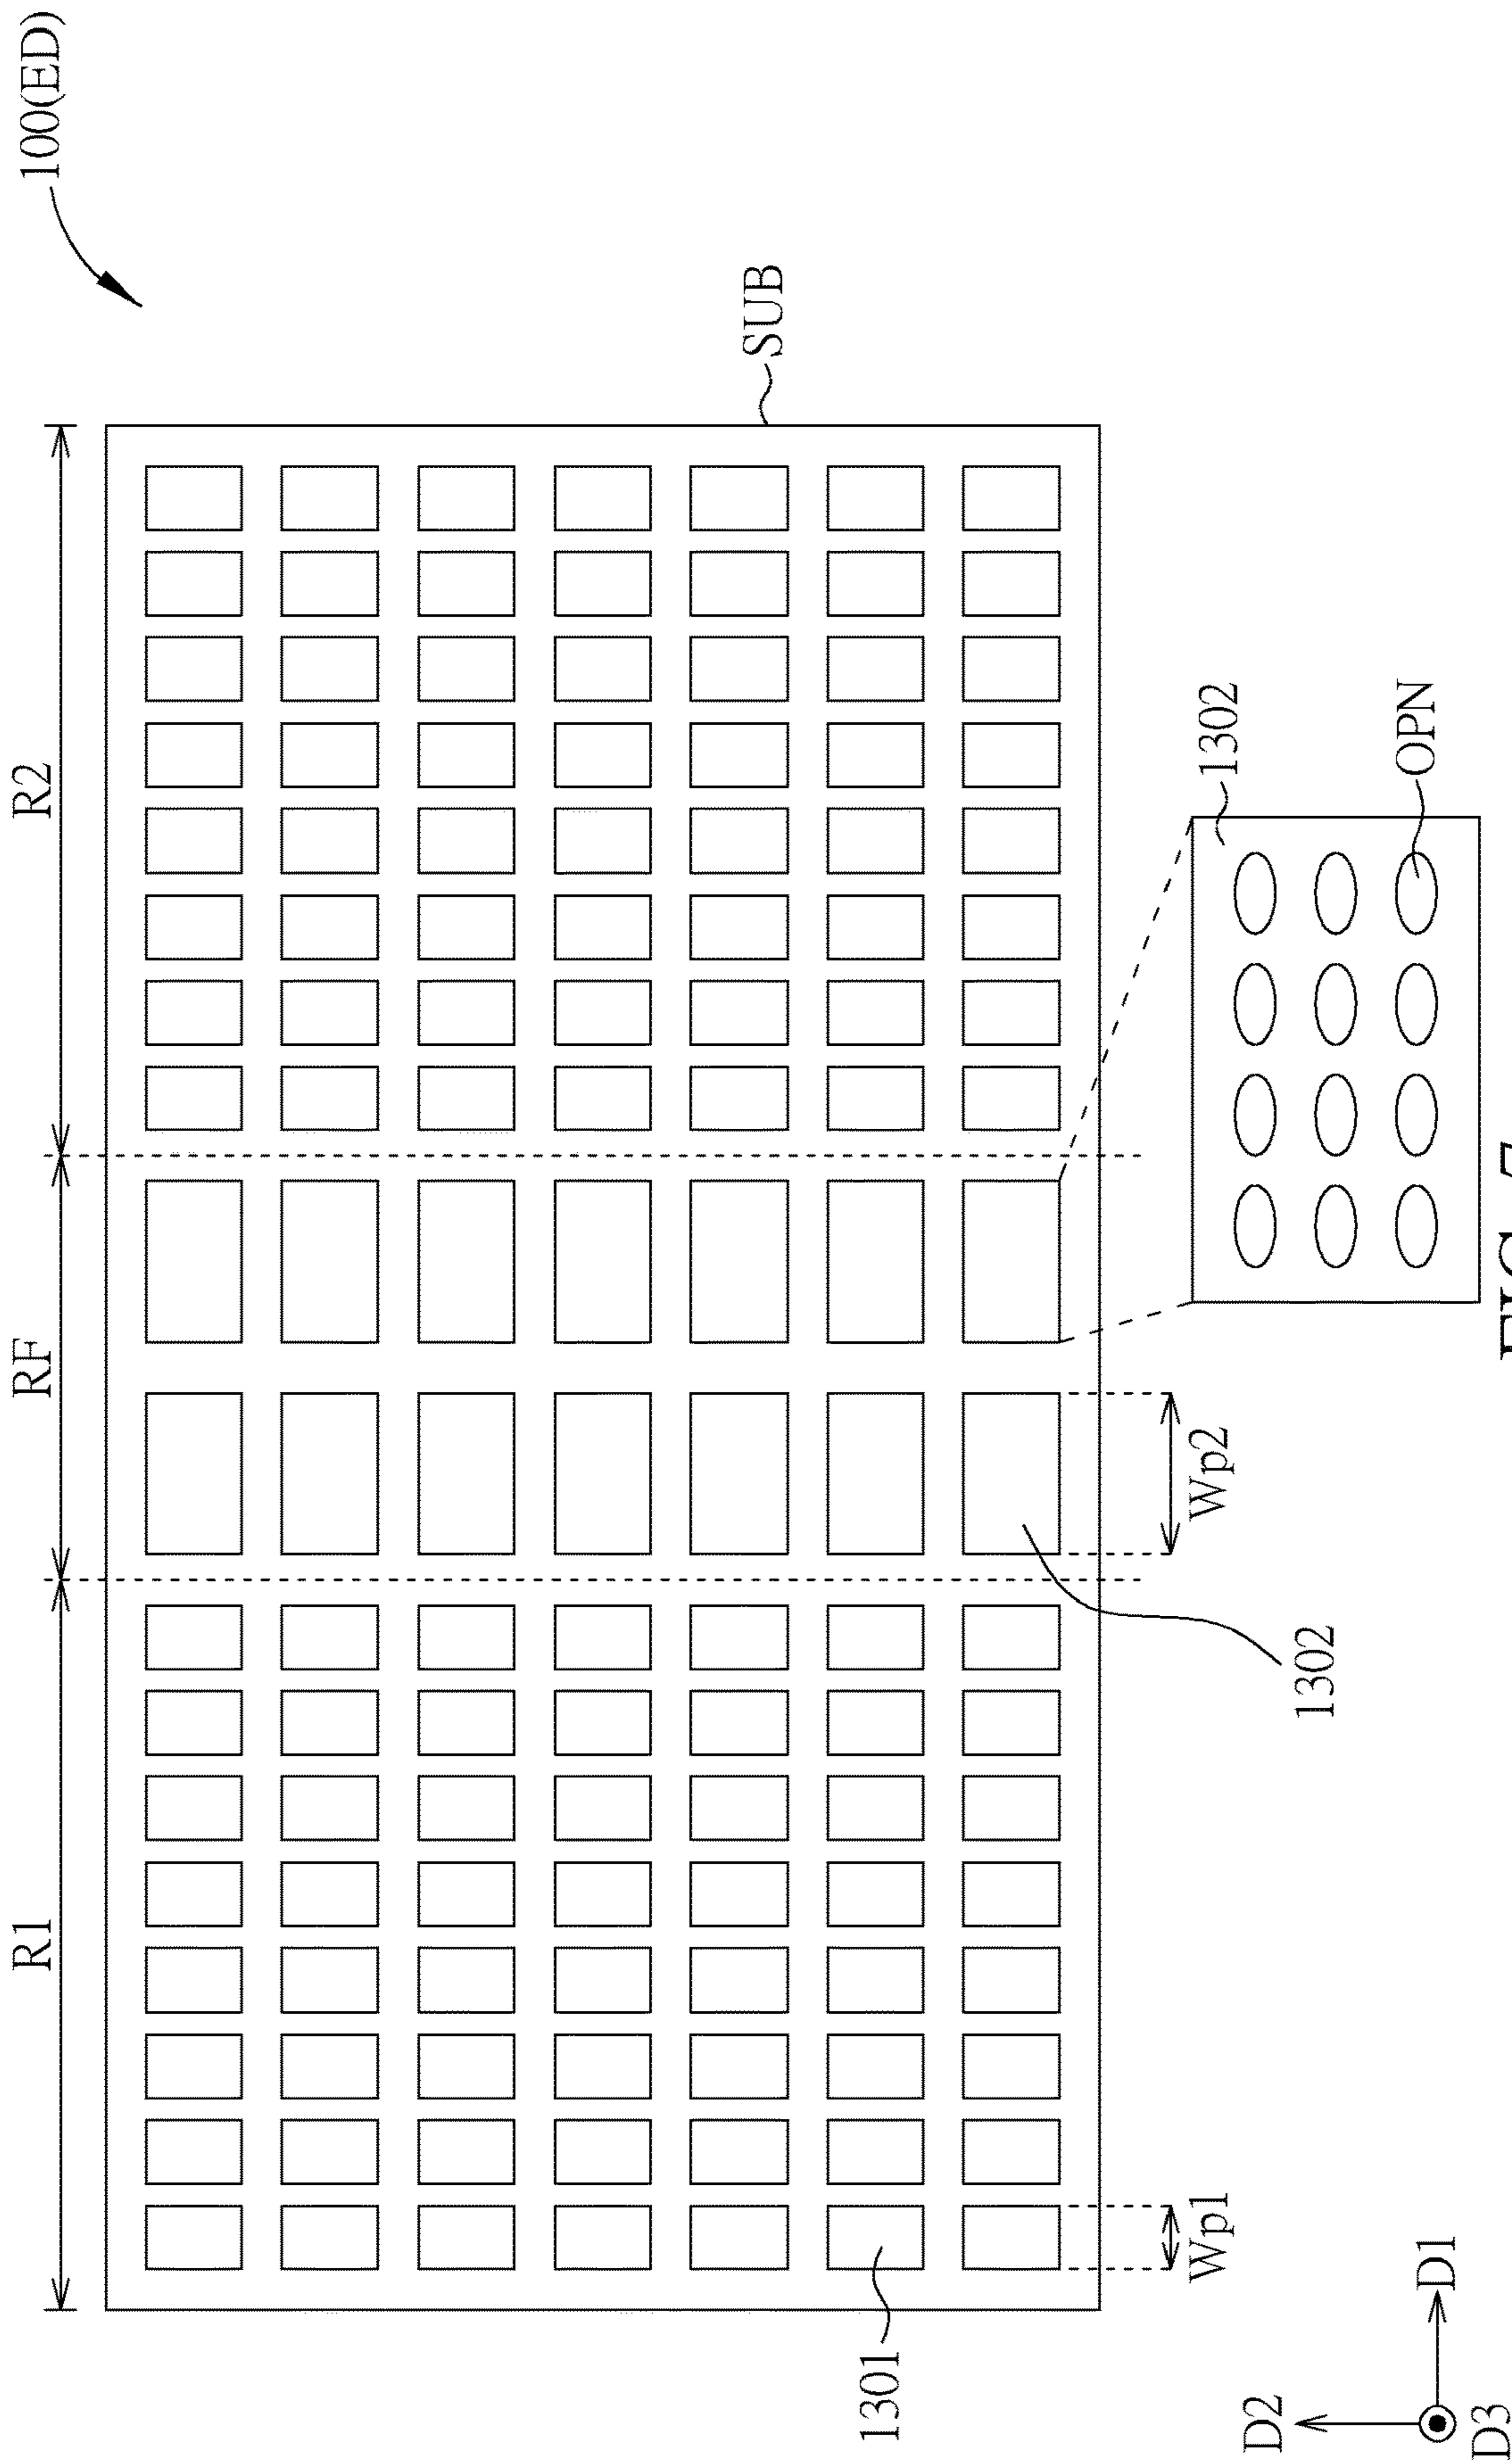 100(ED)
R1
RF
R2
SUB
1301
Wp1
Wp2
1302
1302
OPN
D2
D1
D3